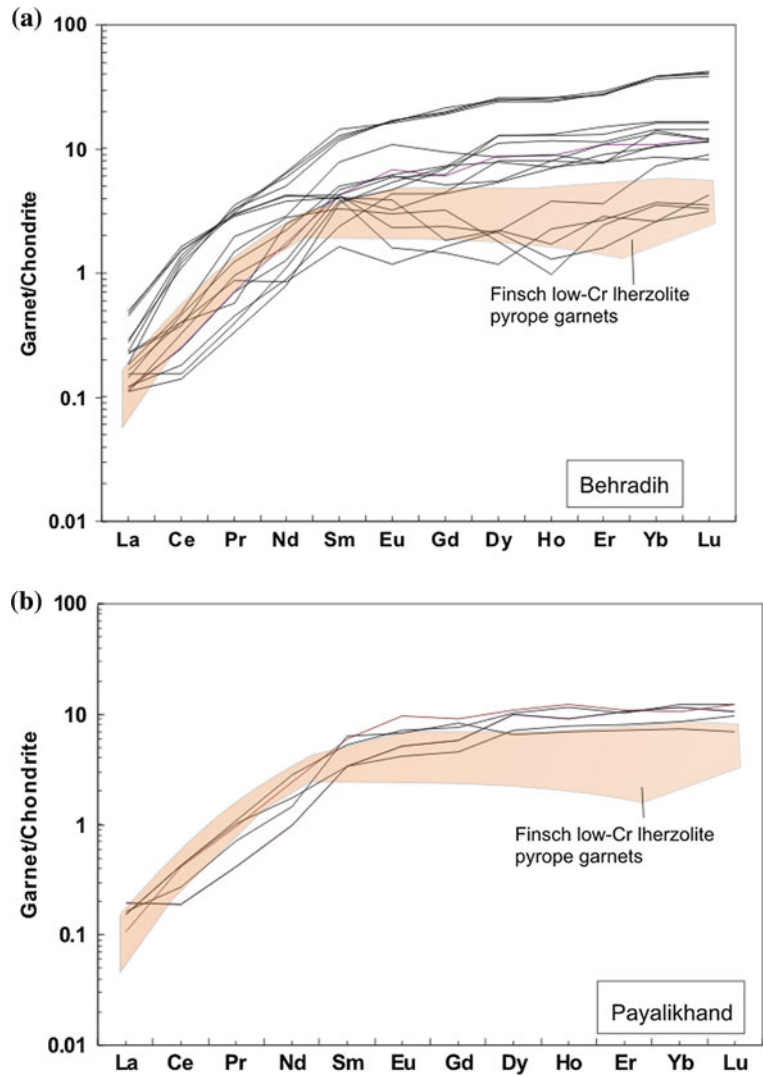 (a)
100
10
1
0.1
0.01
Garnet/Chondrite
Finsch low-Cr lherzolite
pyrope garnets
Behradih
La Ce Pr Nd Sm Eu Gd Dy Ho Er Yb Lu
(b)
100
10
1
0.1
0.01
Garnet/Chondrite
Finsch low-Cr lherzolite
pyrope garnets
Payalikhand
La Ce Pr Nd Sm Eu Gd Dy Ho Er Yb Lu